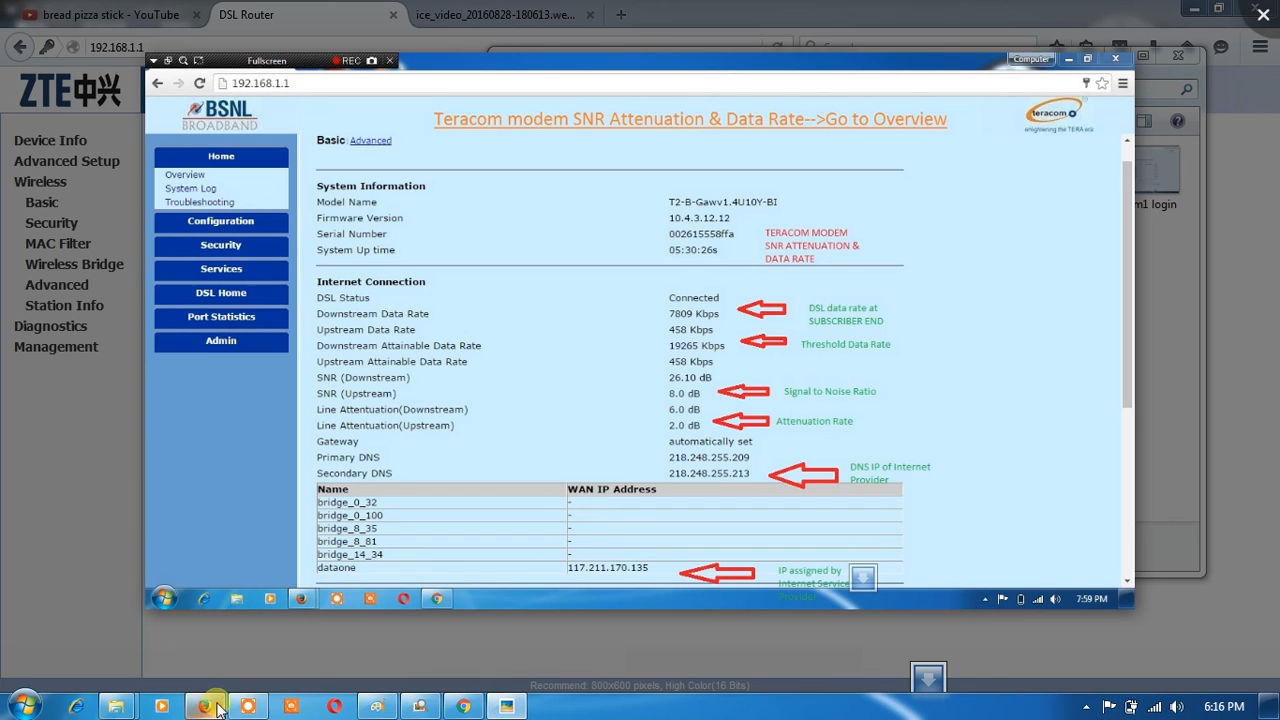 bread pizza stick - YouTube
DSL Router
ice_video_20160828-180613.we...
192.168.1.1
Search
ZTE中兴
Device Info
Advanced Setup
Wireless
Basic
Security
MAC Filter
Wireless Bridge
Advanced
Station Info
Diagnostics
Management
m1 login
Fullscreen
REC
Computer
192.168.1.1
BSNL
BROADBAND
Teracom modem SNR Attenuation & Data Rate-->Go to Overview
teracom
enlightening the TERA era
Home
Overview
System Log
Troubleshooting
Configuration
Security
Services
DSL Home
Port Statistics
Admin
Basic: Advanced
System Information
Model Name T2-B-Gawv1.4U10Y-BI
Firmware Version 10.4.3.12.12
Serial Number 002615558ffa
System Up time 05:30:26s
TERACOM MODEM
SNR ATTENUATION &
DATA RATE
Internet Connection
DSL Status Connected
Downstream Data Rate 7809 Kbps
Upstream Data Rate 458 Kbps
Downstream Attainable Data Rate 19265 Kbps
Upstream Attainable Data Rate 458 Kbps
SNR (Downstream) 26.10 dB
SNR (Upstream) 8.0 dB
Line Attentuation(Downstream) 6.0 dB
Line Attentuation(Upstream) 2.0 dB
Gateway automatically set
Primary DNS 218.248.255.209
Secondary DNS 218.248.255.213
DSL data rate at
SUBSCRIBER END
Threshold Data Rate
Signal to Noise Ratio
Attenuation Rate
DNS IP of Internet
Provider
Name WAN IP Address
bridge_0_32 -
bridge_0_100 -
bridge_8_35 -
bridge_8_81 -
bridge_14_34 -
dataone 117.211.170.135
IP assigned by
Internet Service
Provider
7:59 PM
Recommend: 800x600 pixels, High Color(16 Bits)
6:16 PM